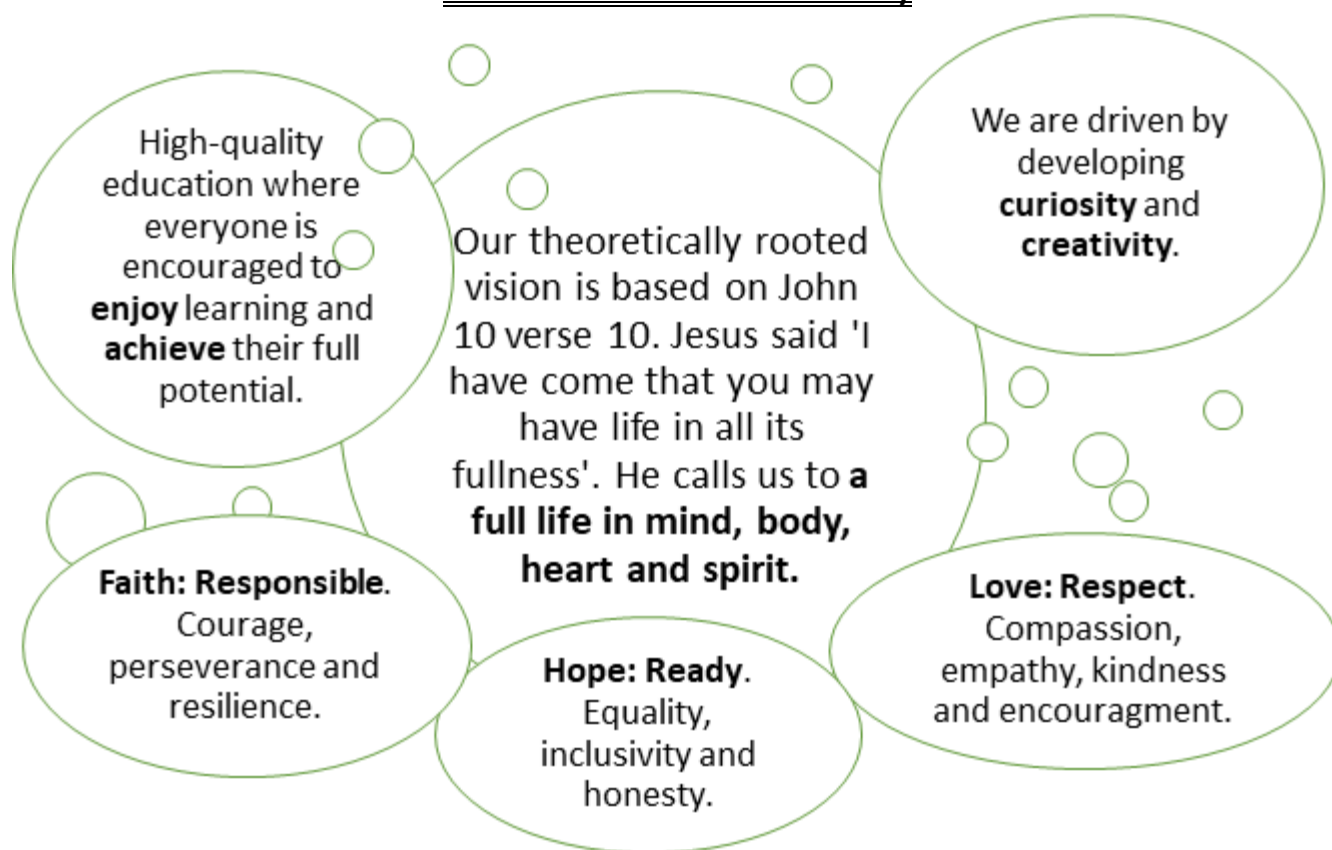 High-quality
education where
everyone is
encouraged to
enjoy learning and
achieve their full
potential.
Our theoretically rooted
vision is based on John
10 verse 10. Jesus said 'I
have come that you may
have life in all its
fullness'. He calls us to a
full life in mind, body,
heart and spirit.
We are driven by
developing
curiosity and
creativity.
Faith: Responsible.
Courage,
perseverance and
resilience.
Hope: Ready.
Equality,
inclusivity and
honesty.
Love: Respect.
Compassion,
empathy, kindness
and encouragment.